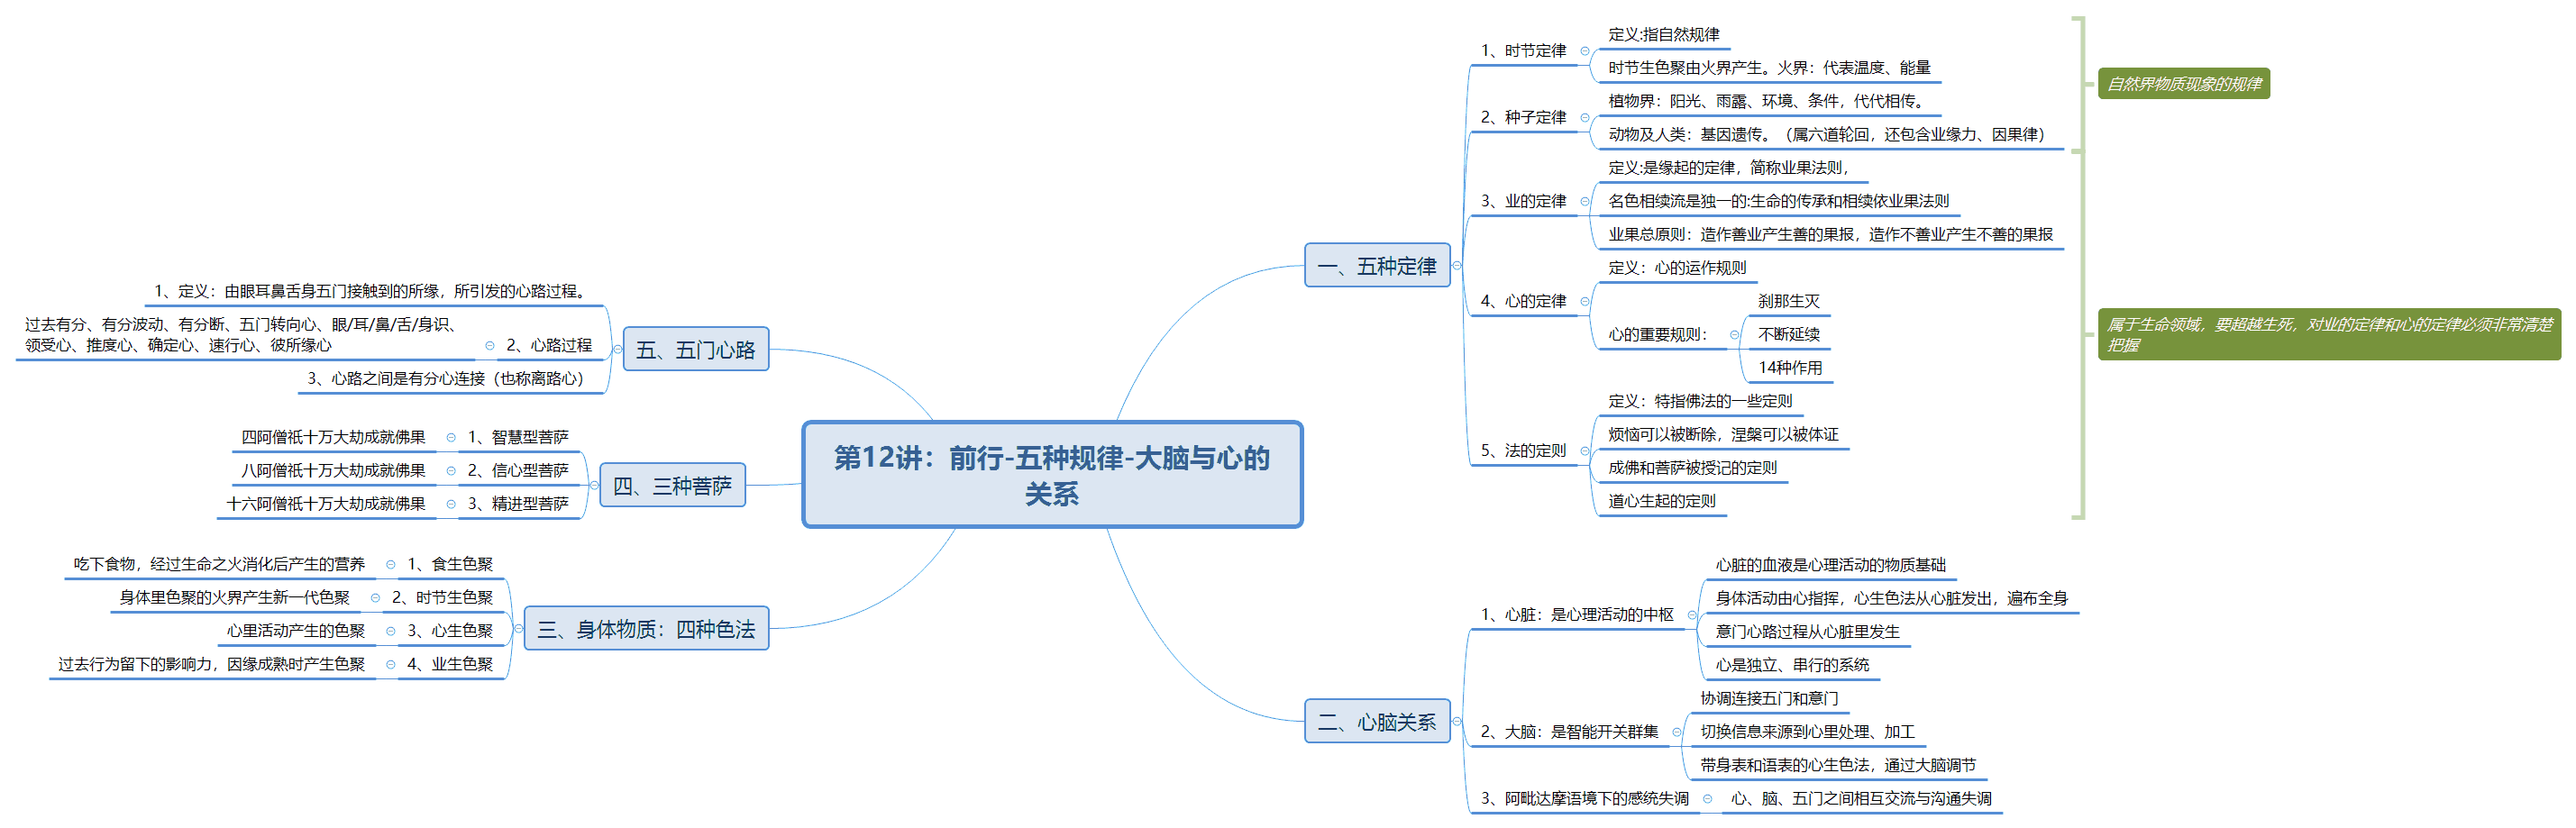 第12讲：前行-五种规律-大脑与心的
关系
一、五种定律
1、时节定律
定义:指自然规律
时节生色聚由火界产生。火界：代表温度、能量
2、种子定律
植物界：阳光、雨露、环境、条件，代代相传。
动物及人类：基因遗传。（属六道轮回，还包含业缘力、因果律）
3、业的定律
定义:是缘起的定律，简称业果法则，
名色相续流是独一的:生命的传承和相续依业果法则
业果总原则：造作善业产生善的果报，造作不善业产生不善的果报
4、心的定律
定义：心的运作规则
心的重要规则：
刹那生灭
不断延续
14种作用
5、法的定则
定义：特指佛法的一些定则
烦恼可以被断除，涅槃可以被体证
成佛和菩萨被授记的定则
道心生起的定则
自然界物质现象的规律
属于生命领域，要超越生死，对业的定律和心的定律必须非常清楚
把握
二、心脑关系
1、心脏：是心理活动的中枢
心脏的血液是心理活动的物质基础
身体活动由心指挥，心生色法从心脏发出，遍布全身
意门心路过程从心脏里发生
心是独立、串行的系统
2、大脑：是智能开关群集
协调连接五门和意门
切换信息来源到心里处理、加工
带身表和语表的心生色法，通过大脑调节
3、阿毗达摩语境下的感统失调
心、脑、五门之间相互交流与沟通失调
三、身体物质：四种色法
1、食生色聚
吃下食物，经过生命之火消化后产生的营养
2、时节生色聚
身体里色聚的火界产生新一代色聚
3、心生色聚
心里活动产生的色聚
4、业生色聚
过去行为留下的影响力，因缘成熟时产生色聚
四、三种菩萨
1、智慧型菩萨
四阿僧祇十万大劫成就佛果
2、信心型菩萨
八阿僧祇十万大劫成就佛果
3、精进型菩萨
十六阿僧祇十万大劫成就佛果
五、五门心路
1、定义：由眼耳鼻舌身五门接触到的所缘，所引发的心路过程。
2、心路过程
过去有分、有分波动、有分断、五门转向心、眼/耳/鼻/舌/身识、
领受心、推度心、确定心、速行心、彼所缘心
3、心路之间是有分心连接（也称离路心）